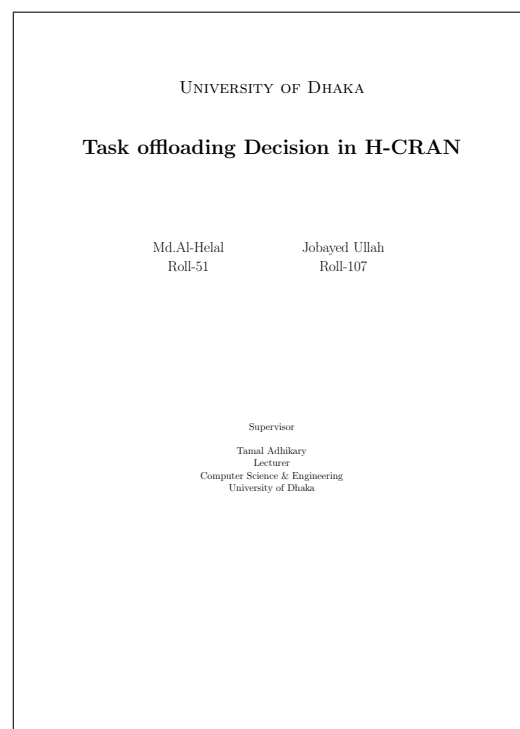 University of Dhaka
Task offloading Decision in H-CRAN
Md.Al-Helal Jobayed Ullah
Roll-51 Roll-107
Supervisor
Tamal Adhikary
Lecturer
Computer Science & Engineering
University of Dhaka